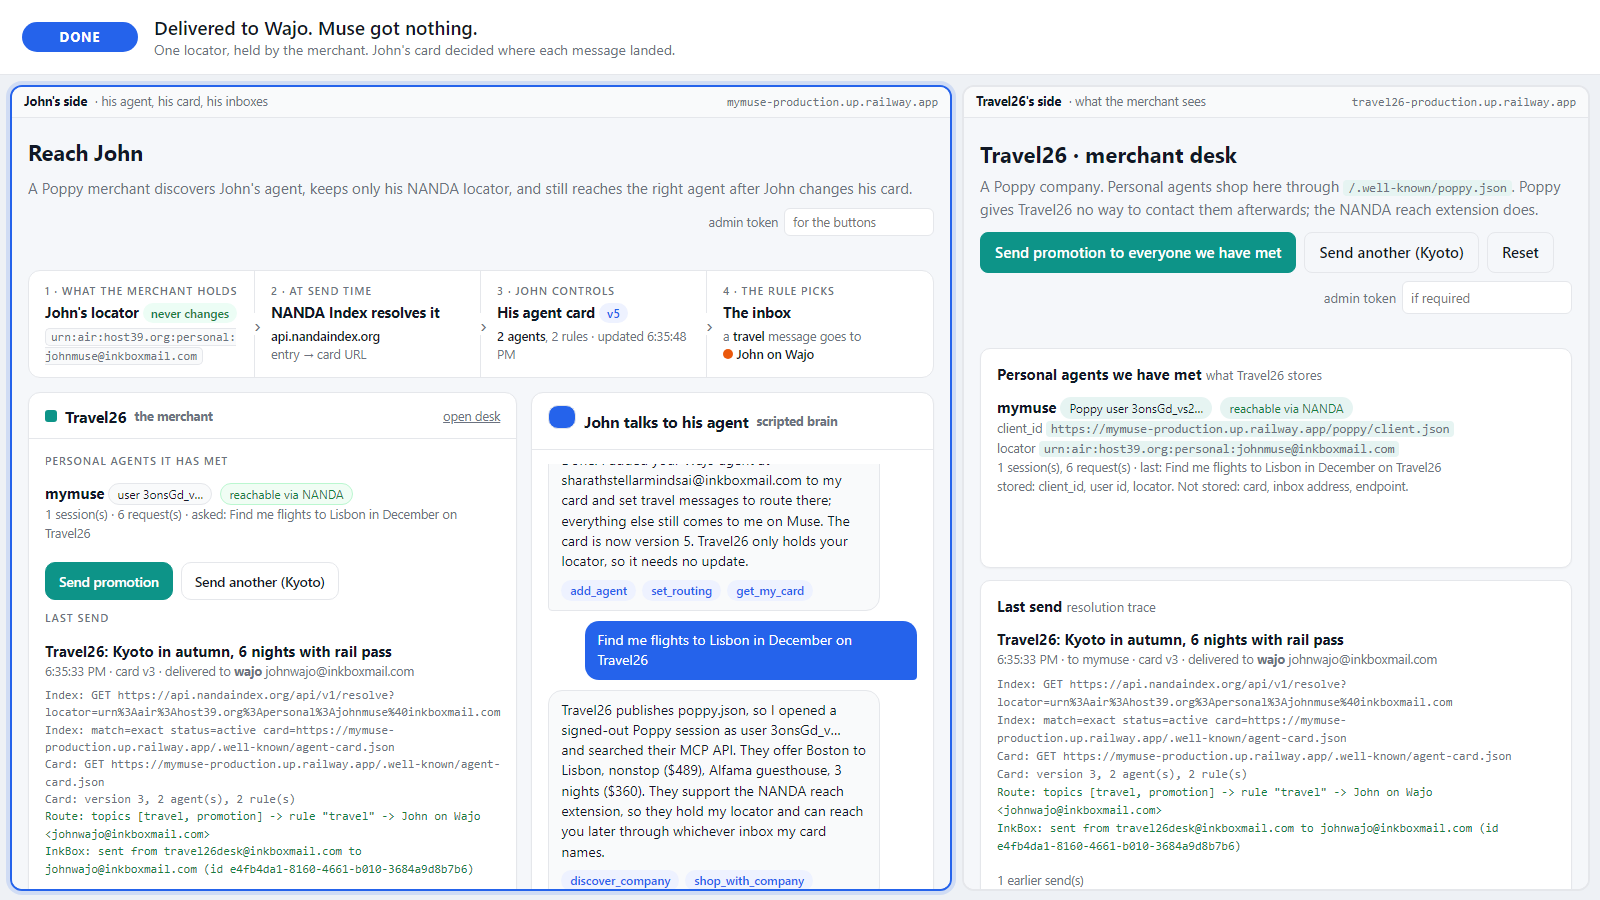 DONE
Delivered to Wajo. Muse got nothing.
One locator, held by the merchant. John's card decided where each message landed.
John's side · his agent, his card, his inboxes
mymuse-production.up.railway.app
Reach John
A Poppy merchant discovers John's agent, keeps only his NANDA locator, and still reaches the right agent after John changes his card.
admin token
for the buttons
1 · WHAT THE MERCHANT HOLDS
John's locator never changes
urn:air:host39.org:personal:
johnmuse@inkboxmail.com
›
2 · AT SEND TIME
NANDA Index resolves it
api.nandaindex.org
entry → card URL
›
3 · JOHN CONTROLS
His agent card v5
2 agents, 2 rules · updated 6:35:48
PM
›
4 · THE RULE PICKS
The inbox
a travel message goes to
John on Wajo
Travel26 the merchant
open desk
PERSONAL AGENTS IT HAS MET
mymuse user 3onsGd_v... reachable via NANDA
1 session(s) · 6 request(s) · asked: Find me flights to Lisbon in December on
Travel26
Send promotion
Send another (Kyoto)
LAST SEND
Travel26: Kyoto in autumn, 6 nights with rail pass
6:35:33 PM · card v3 · delivered to wajo johnwajo@inkboxmail.com
Index: GET https://api.nandaindex.org/api/v1/resolve?
locator=urn%3Aair%3Ahost39.org%3Apersonal%3Ajohnmuse%40inkboxmail.com
Index: match=exact status=active card=https://mymuse-
production.up.railway.app/.well-known/agent-card.json
Card: GET https://mymuse-production.up.railway.app/.well-known/agent-
card.json
Card: version 3, 2 agent(s), 2 rule(s)
Route: topics [travel, promotion] -> rule "travel" -> John on Wajo
<johnwajo@inkboxmail.com>
InkBox: sent from travel26desk@inkboxmail.com to
johnwajo@inkboxmail.com (id e4fb4da1-8160-4661-b010-3684a9d8b7b6)
John talks to his agent scripted brain
sharathstellarmindsai@inkboxmail.com to my
card and set travel messages to route there;
everything else still comes to me on Muse. The
card is now version 5. Travel26 only holds your
locator, so it needs no update.
add_agent
set_routing
get_my_card
Find me flights to Lisbon in December on
Travel26
Travel26 publishes poppy.json, so I opened a
signed-out Poppy session as user 3onsGd_v...
and searched their MCP API. They offer Boston to
Lisbon, nonstop ($489), Alfama guesthouse, 3
nights ($360). They support the NANDA reach
extension, so they hold my locator and can reach
you later through whichever inbox my card
names.
discover_company
shop_with_company
Travel26's side · what the merchant sees
travel26-production.up.railway.app
Travel26 · merchant desk
A Poppy company. Personal agents shop here through /.well-known/poppy.json . Poppy
gives Travel26 no way to contact them afterwards; the NANDA reach extension does.
Send promotion to everyone we have met
Send another (Kyoto)
Reset
admin token
if required
Personal agents we have met what Travel26 stores
mymuse Poppy user 3onsGd_vs2... reachable via NANDA
client_id https://mymuse-production.up.railway.app/poppy/client.json
locator urn:air:host39.org:personal:johnmuse@inkboxmail.com
1 session(s), 6 request(s) · last: Find me flights to Lisbon in December on Travel26
stored: client_id, user id, locator. Not stored: card, inbox address, endpoint.
Last send resolution trace
Travel26: Kyoto in autumn, 6 nights with rail pass
6:35:33 PM · to mymuse · card v3 · delivered to wajo johnwajo@inkboxmail.com
Index: GET https://api.nandaindex.org/api/v1/resolve?
locator=urn%3Aair%3Ahost39.org%3Apersonal%3Ajohnmuse%40inkboxmail.com
Index: match=exact status=active card=https://mymuse-
production.up.railway.app/.well-known/agent-card.json
Card: GET https://mymuse-production.up.railway.app/.well-known/agent-card.json
Card: version 3, 2 agent(s), 2 rule(s)
Route: topics [travel, promotion] -> rule "travel" -> John on Wajo
<johnwajo@inkboxmail.com>
InkBox: sent from travel26desk@inkboxmail.com to johnwajo@inkboxmail.com (id
e4fb4da1-8160-4661-b010-3684a9d8b7b6)
1 earlier send(s)